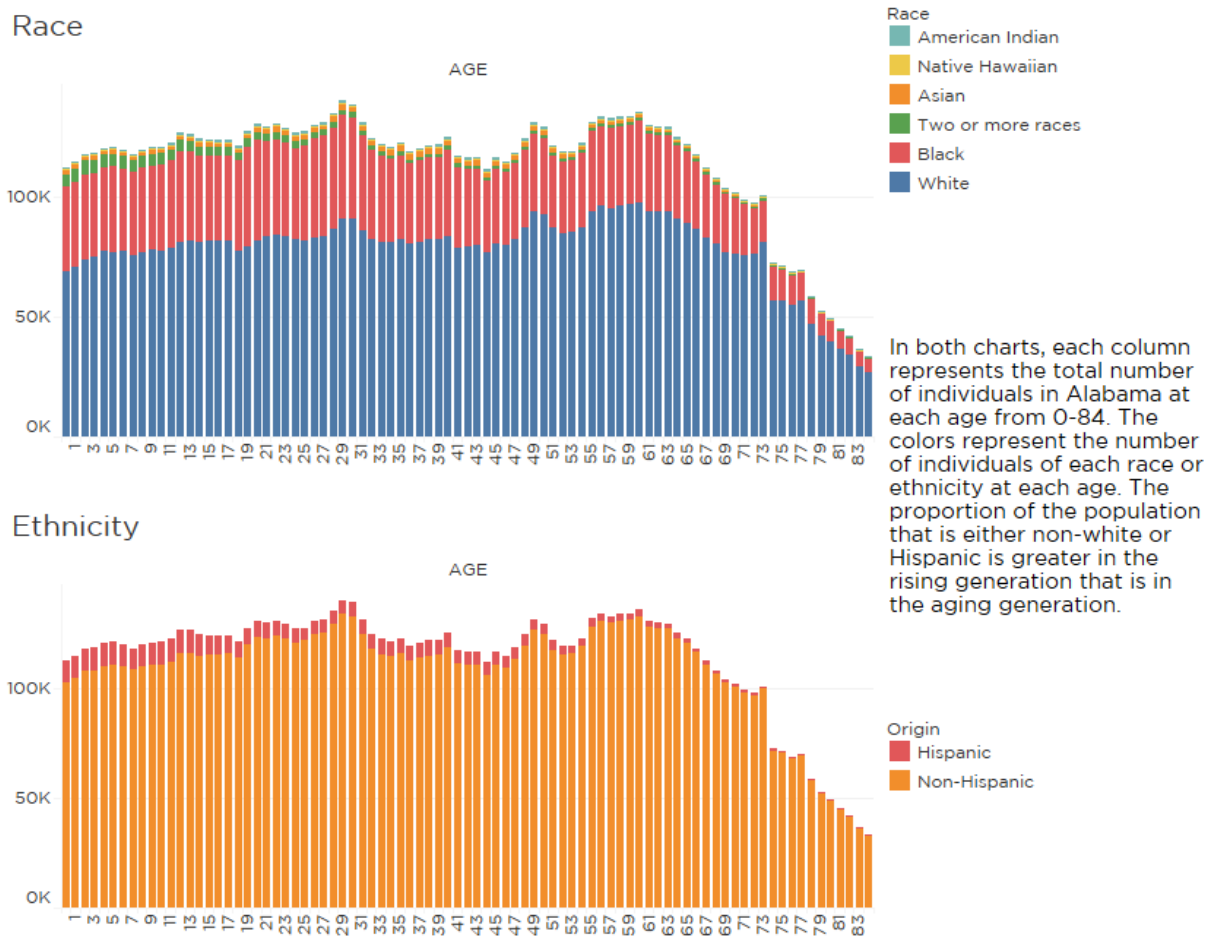 Race
AGE
100K
50K
0K
1 3 5 7 9 11 13 15 17 19 21 23 25 27 29 31 33 35 37 39 41 43 45 47 49 51 53 55 57 59 61 63 65 67 69 71 73 75 77 79 81 83
Race
American Indian
Native Hawaiian
Asian
Two or more races
Black
White
In both charts, each column
represents the total number
of individuals in Alabama at
each age from 0-84. The
colors represent the number
of individuals of each race or
ethnicity at each age. The
proportion of the population
that is either non-white or
Hispanic is greater in the
rising generation that is in
the aging generation.
Ethnicity
AGE
100K
50K
0K
1 3 5 7 9 11 13 15 17 19 21 23 25 27 29 31 33 35 37 39 41 43 45 47 49 51 53 55 57 59 61 63 65 67 69 71 73 75 77 79 81 83
Origin
Hispanic
Non-Hispanic